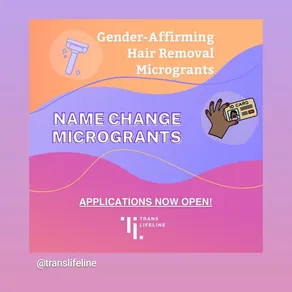 Gender-Affirming
Hair Removal
Microgrants
NAME CHANGE
MICROGRANTS
ID CARD
APPLICATIONS NOW OPEN!
TRANS
LIFELINE
@translifeline